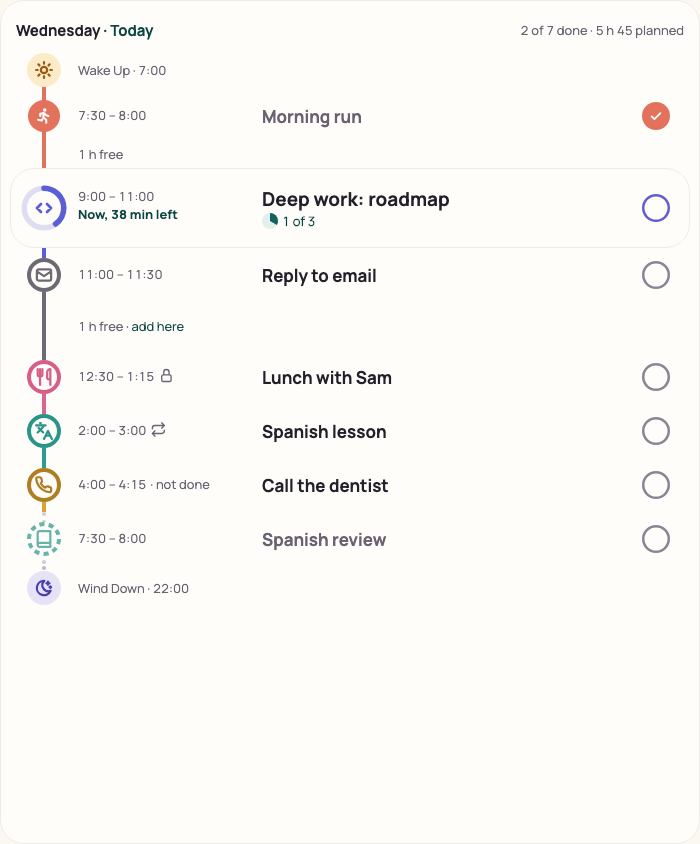 Wednesday · Today
2 of 7 done · 5 h 45 planned
Wake Up · 7:00
7:30 – 8:00
Morning run
1 h free
9:00 – 11:00
Now, 38 min left
Deep work: roadmap
1 of 3
11:00 – 11:30
Reply to email
1 h free · add here
12:30 – 1:15
Lunch with Sam
2:00 – 3:00
Spanish lesson
4:00 – 4:15 · not done
Call the dentist
7:30 – 8:00
Spanish review
Wind Down · 22:00